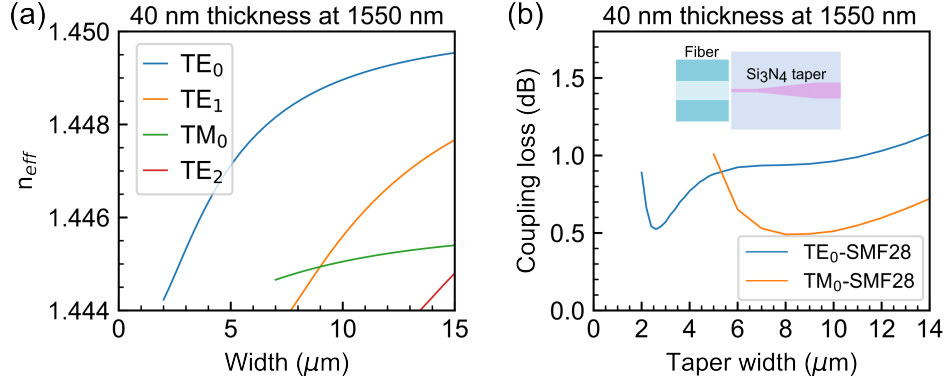 (a) 40 nm thickness at 1550 nm
1.450
1.448
1.446
1.444
n_eff
TE₀
TE₁
TM₀
TE₂
0 5 10 15
Width (μm)
(b) 40 nm thickness at 1550 nm
1.5
1.0
0.5
0.0
Coupling loss (dB)
Fiber
Si₃N₄ taper
TE₀-SMF28
TM₀-SMF28
0 2 4 6 8 10 12 14
Taper width (μm)